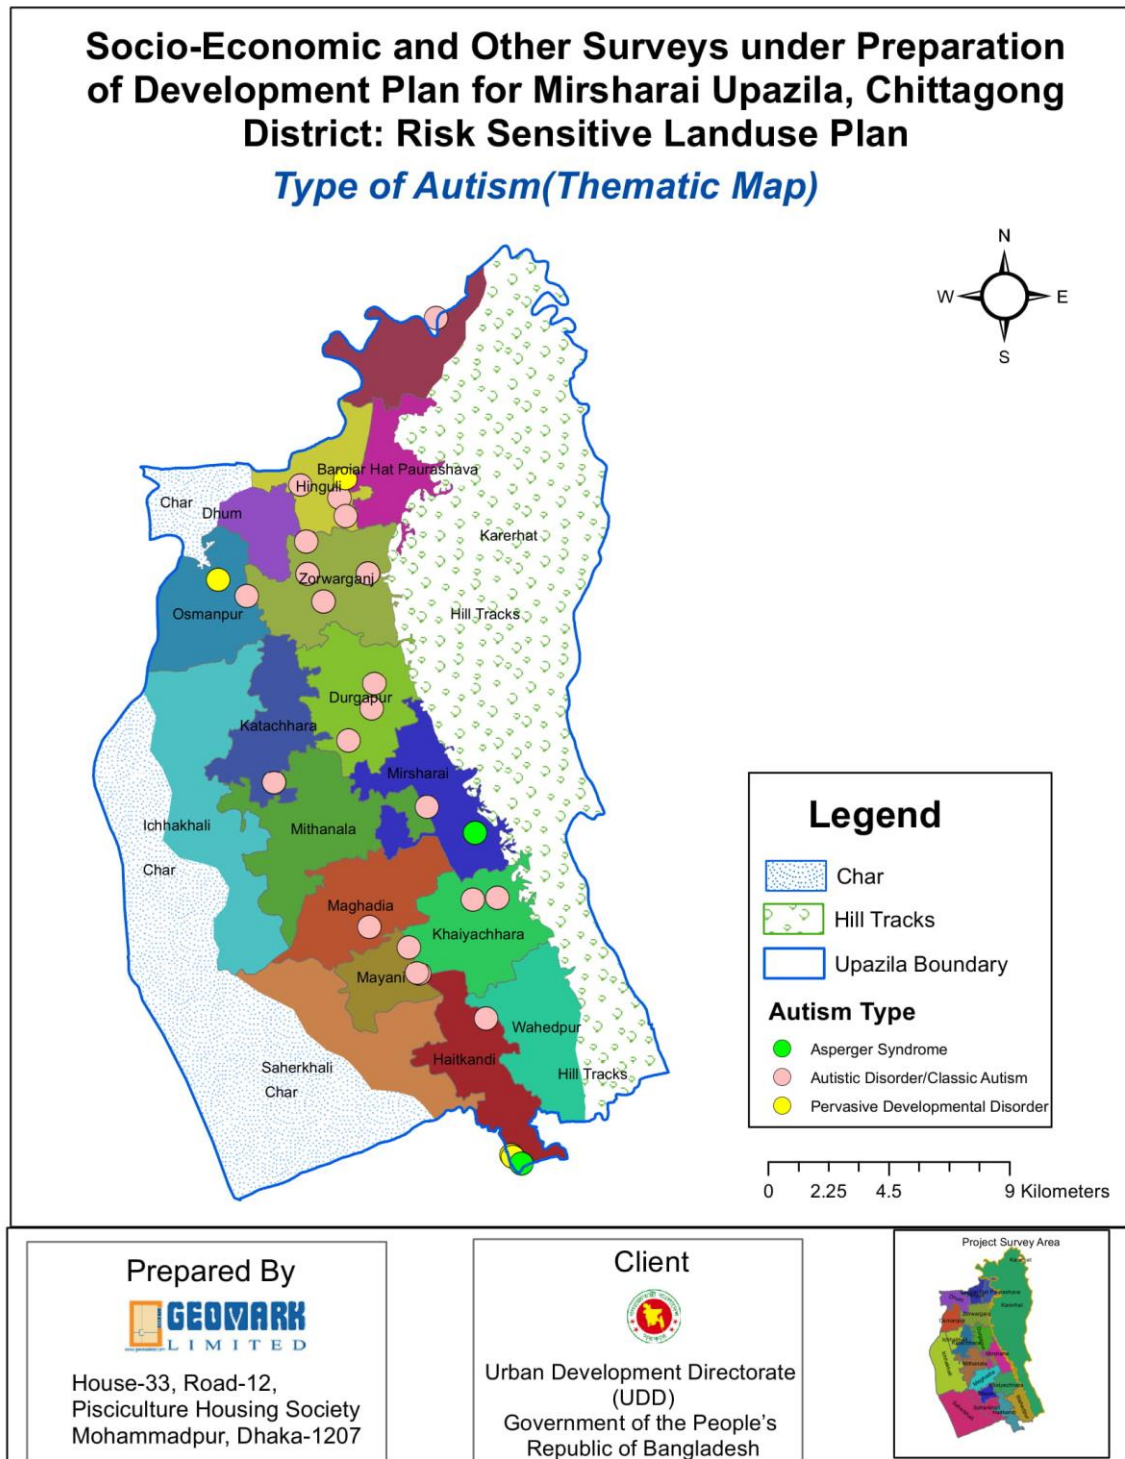 Socio-Economic and Other Surveys under Preparation
of Development Plan for Mirsharai Upazila, Chittagong
District: Risk Sensitive Landuse Plan
Type of Autism(Thematic Map)
N
W
E
S
Baroiar Hat Paurashava
Hinguli
Char
Dhum
Karerhat
Zorwarganj
Hill Tracks
Osmanpur
Durgapur
Katachhara
Mirsharai
Ichhakhali
Mithanala
Char
Maghadia
Khaiyachhara
Mayani
Wahedpur
Haitkandi
Saherkhali
Hill Tracks
Char
Legend
Char
Hill Tracks
Upazila Boundary
Autism Type
Asperger Syndrome
Autistic Disorder/Classic Autism
Pervasive Developmental Disorder
0 2.25 4.5 9 Kilometers
Prepared By
GEOMARK
LIMITED
House-33, Road-12,
Pisciculture Housing Society
Mohammadpur, Dhaka-1207
Client
Urban Development Directorate
(UDD)
Government of the People's
Republic of Bangladesh
Project Survey Area